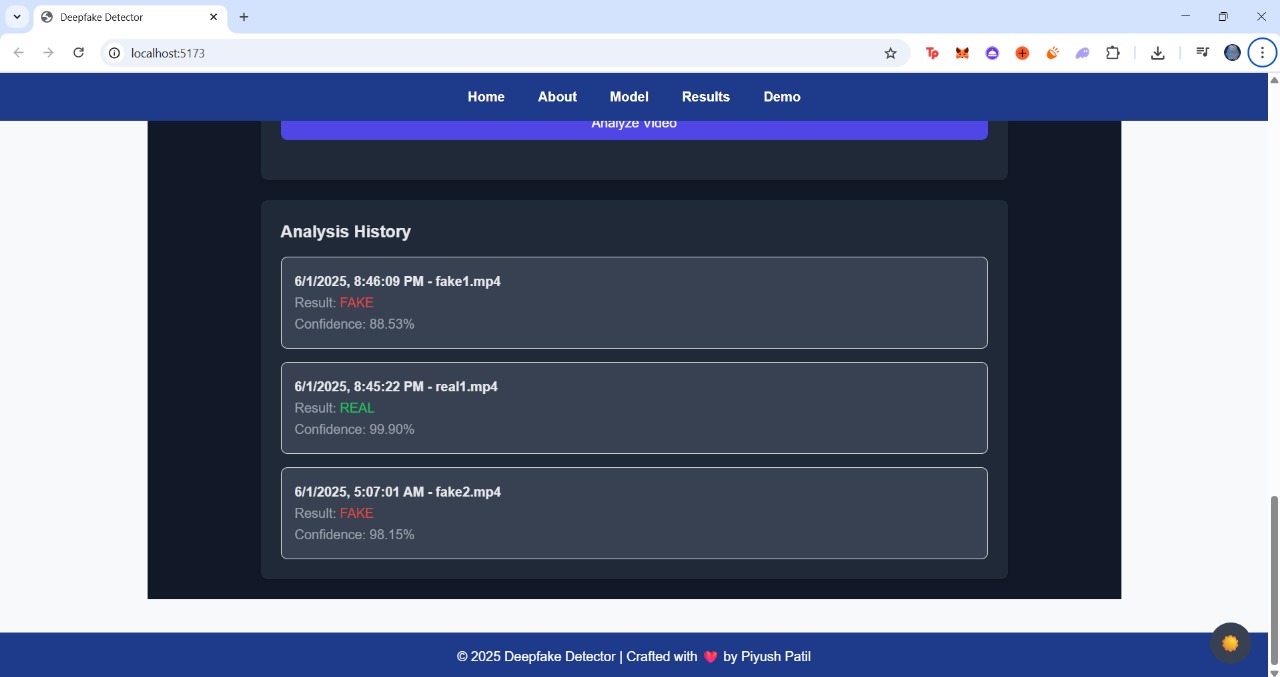 Deepfake Detector
localhost:5173
Tp
Home About Model Results Demo
Analyze Video
Analysis History
6/1/2025, 8:46:09 PM - fake1.mp4
Result: FAKE
Confidence: 88.53%
6/1/2025, 8:45:22 PM - real1.mp4
Result: REAL
Confidence: 99.90%
6/1/2025, 5:07:01 AM - fake2.mp4
Result: FAKE
Confidence: 98.15%
© 2025 Deepfake Detector | Crafted with ❤️ by Piyush Patil